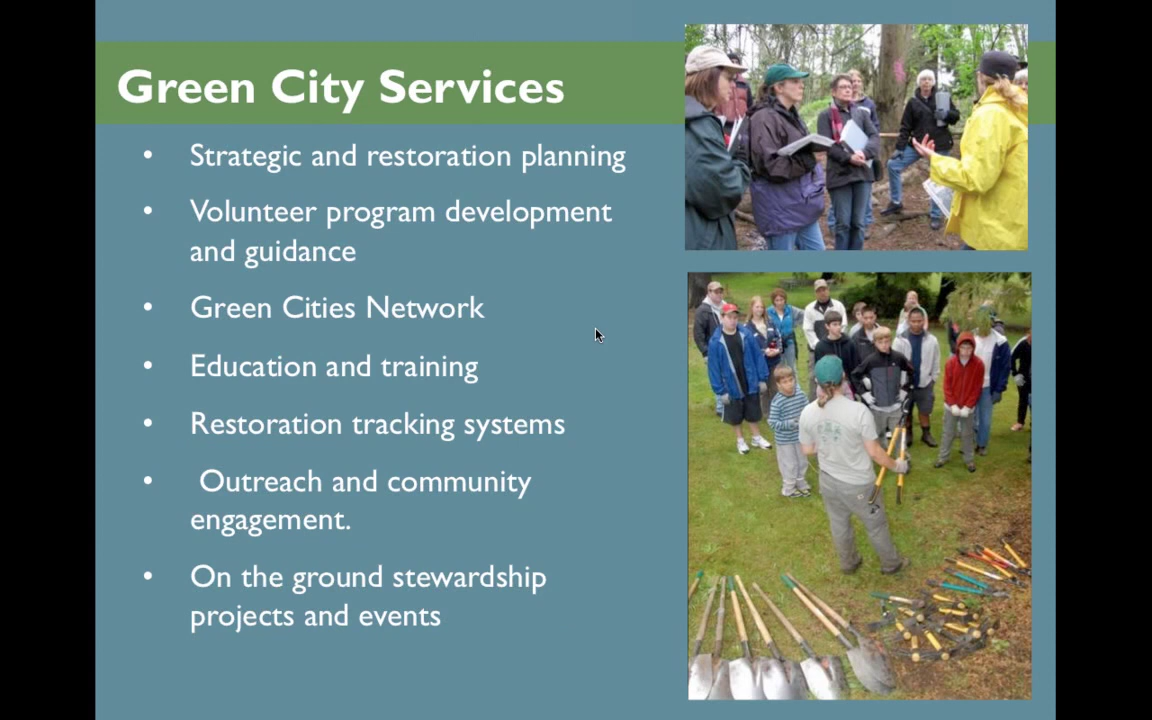 Green City Services
• Strategic and restoration planning
• Volunteer program development
and guidance
• Green Cities Network
• Education and training
• Restoration tracking systems
• Outreach and community
engagement.
• On the ground stewardship
projects and events